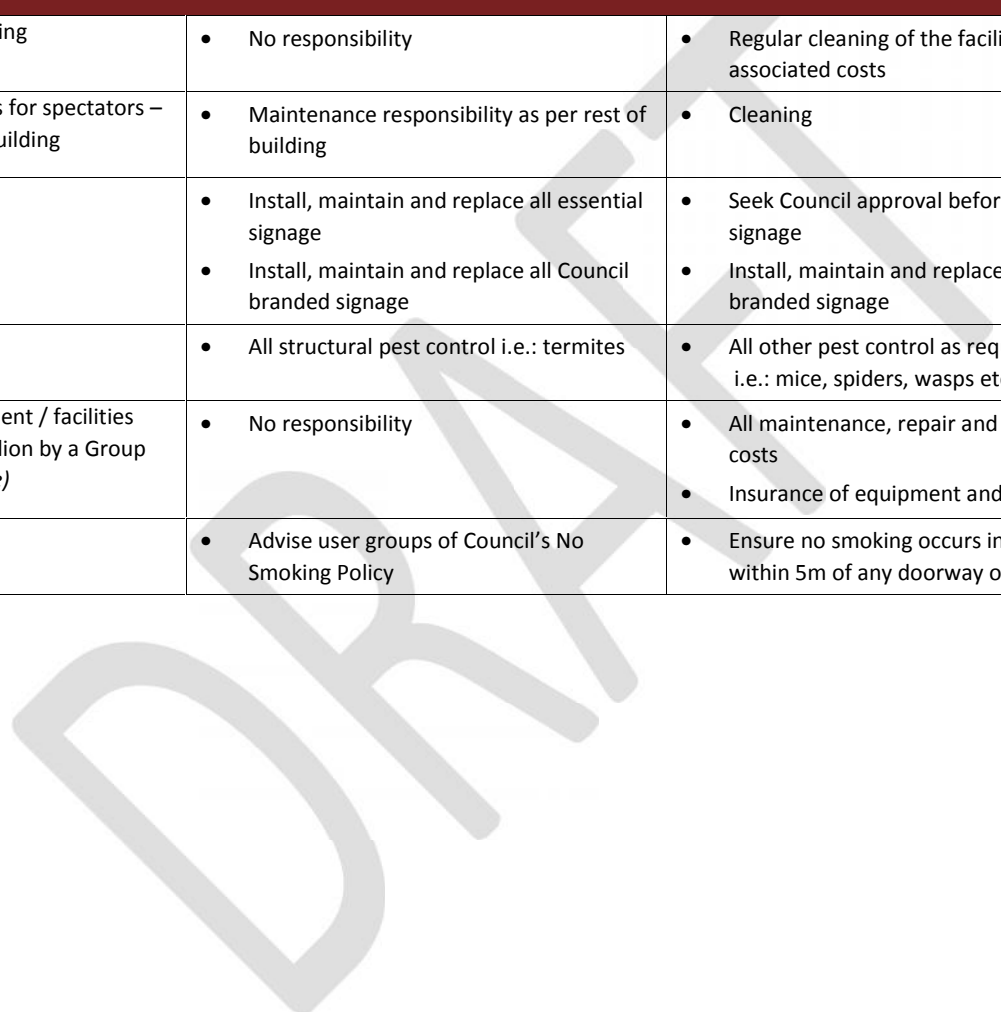 ing
• No responsibility
• Regular cleaning of the facili
associated costs
s for spectators –
uilding
• Maintenance responsibility as per rest of
building
• Cleaning
• Install, maintain and replace all essential
signage
• Install, maintain and replace all Council
branded signage
• Seek Council approval befor
signage
• Install, maintain and replace
branded signage
• All structural pest control i.e.: termites
• All other pest control as req
i.e.: mice, spiders, wasps et
ent / facilities
lion by a Group
)
• No responsibility
• All maintenance, repair and
costs
• Insurance of equipment and
• Advise user groups of Council’s No
Smoking Policy
• Ensure no smoking occurs in
within 5m of any doorway o
DRAFT